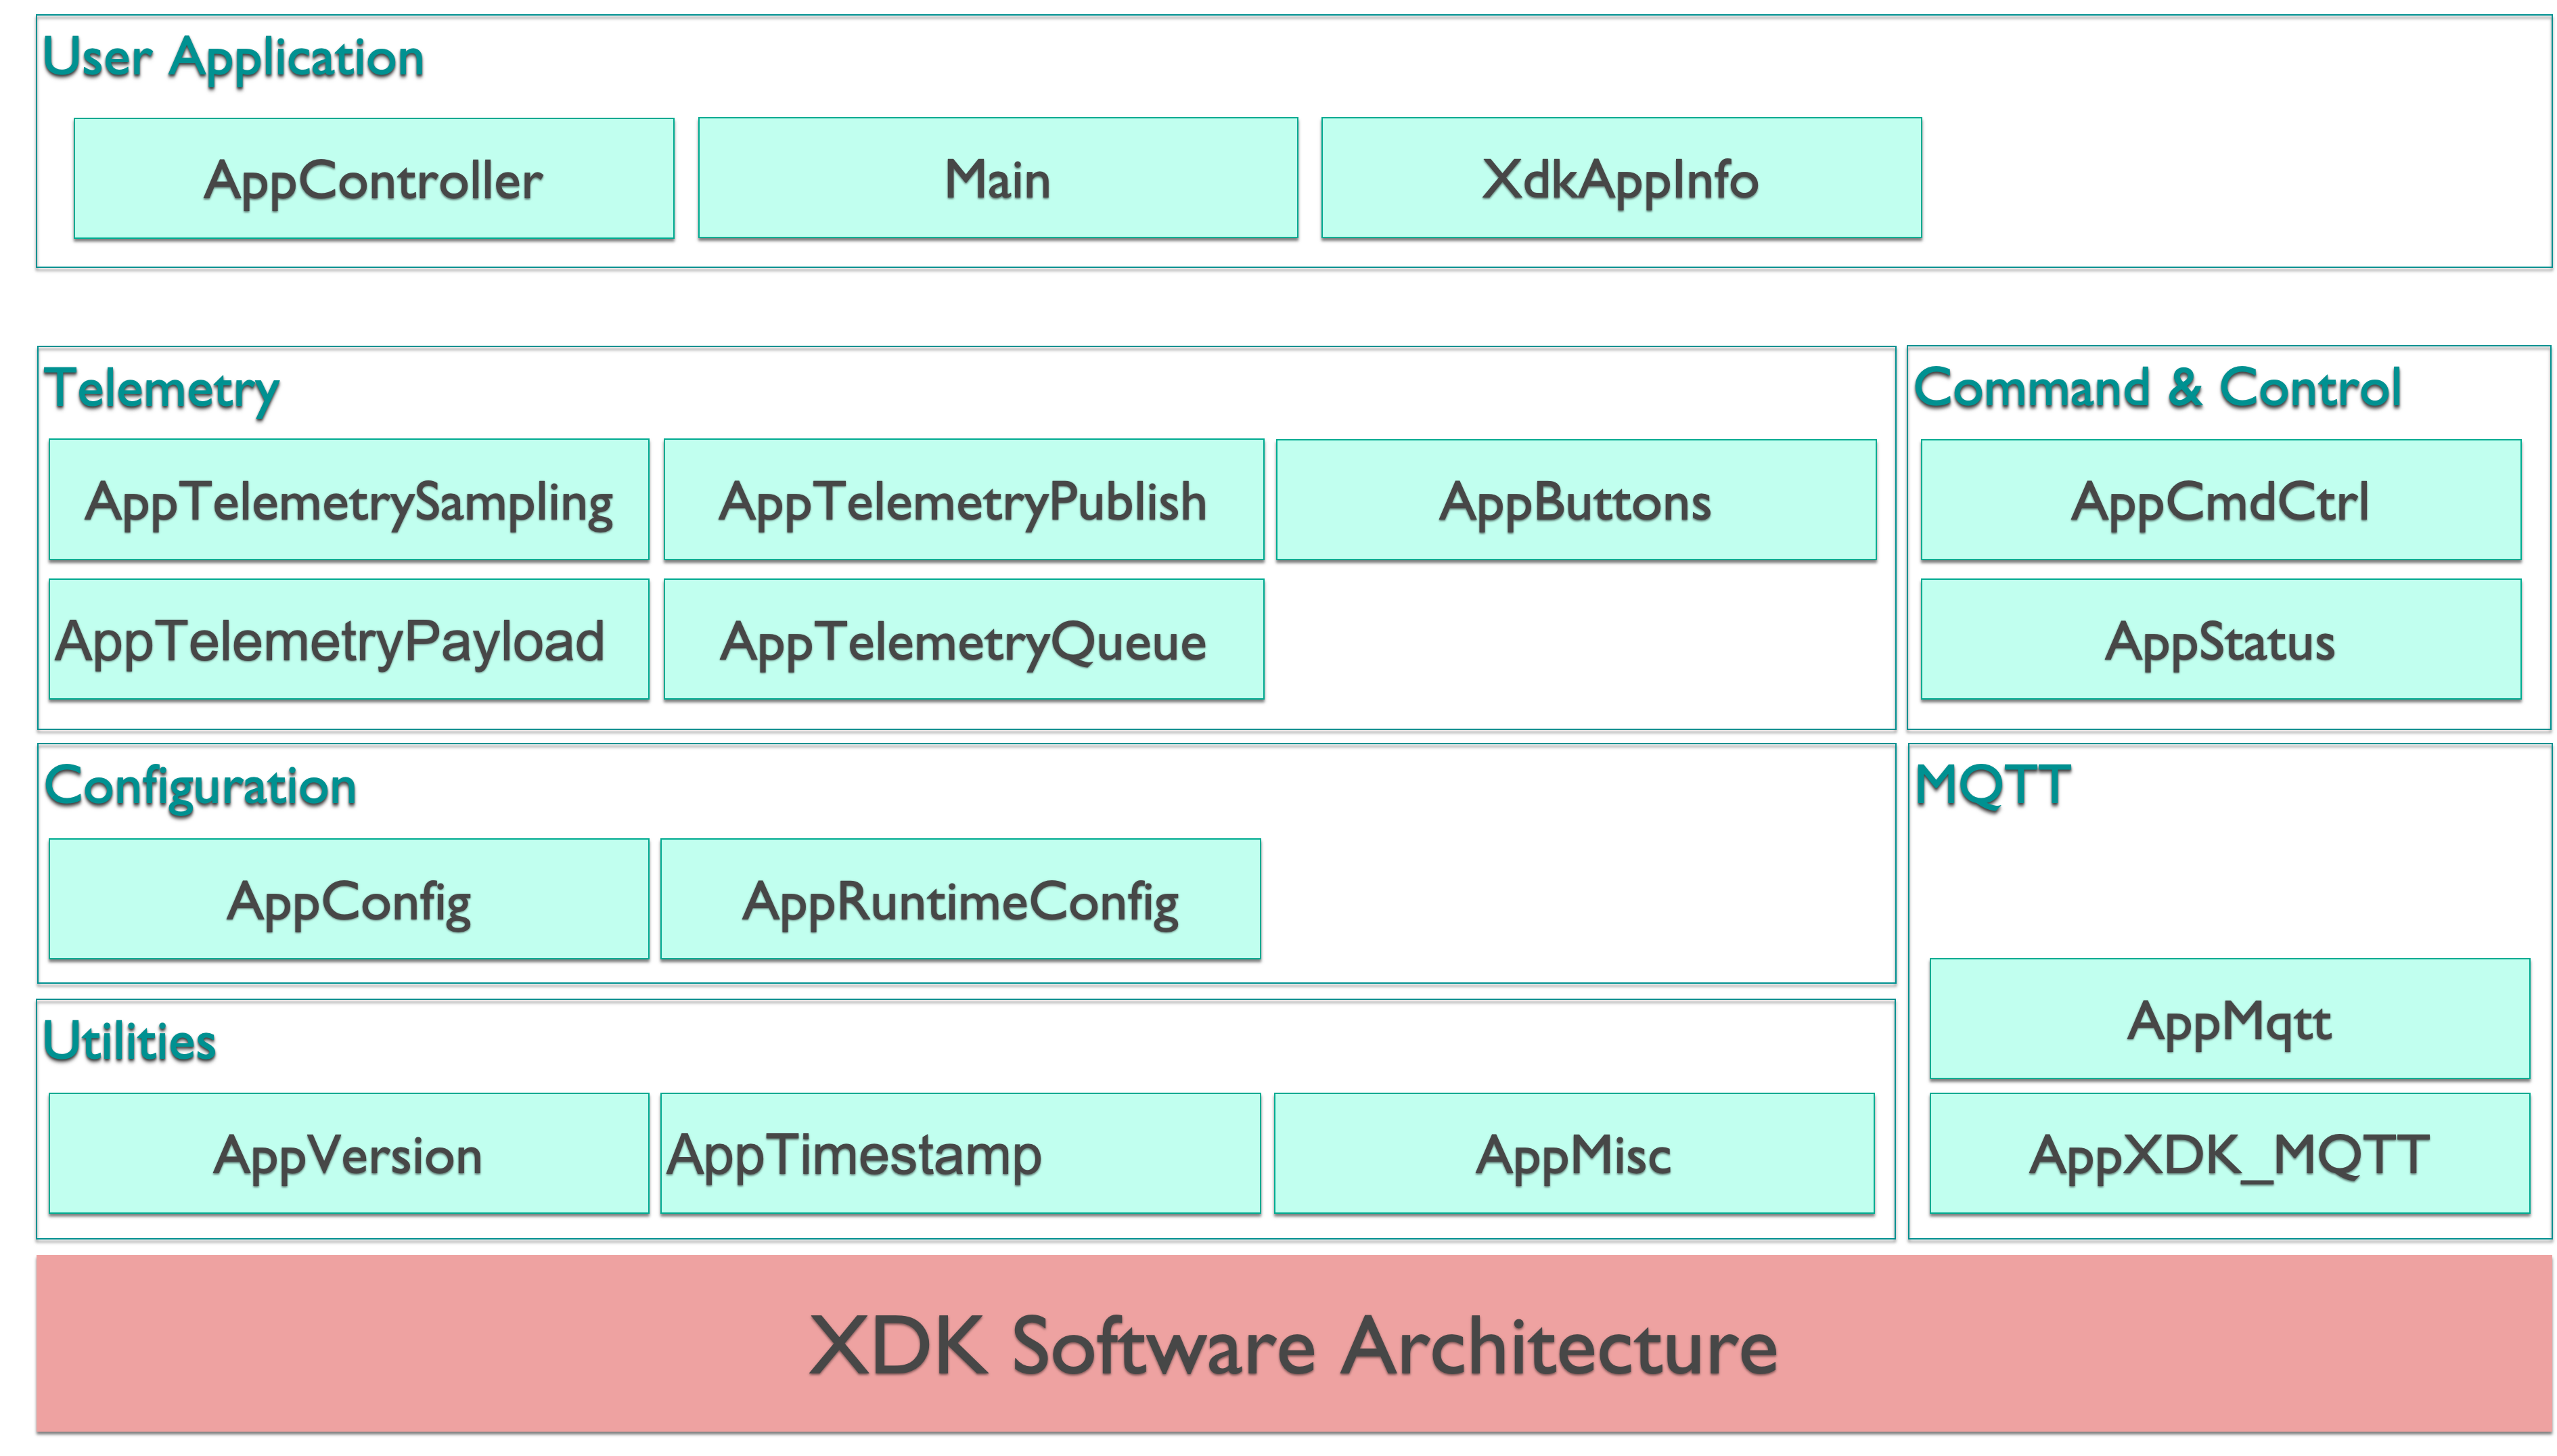 User Application
AppController
Main
XdkAppInfo
Telemetry
AppTelemetrySampling
AppTelemetryPublish
AppButtons
AppTelemetryPayload
AppTelemetryQueue
Command & Control
AppCmdCtrl
AppStatus
Configuration
AppConfig
AppRuntimeConfig
MQTT
AppMqtt
AppXDK_MQTT
Utilities
AppVersion
AppTimestamp
AppMisc
XDK Software Architecture